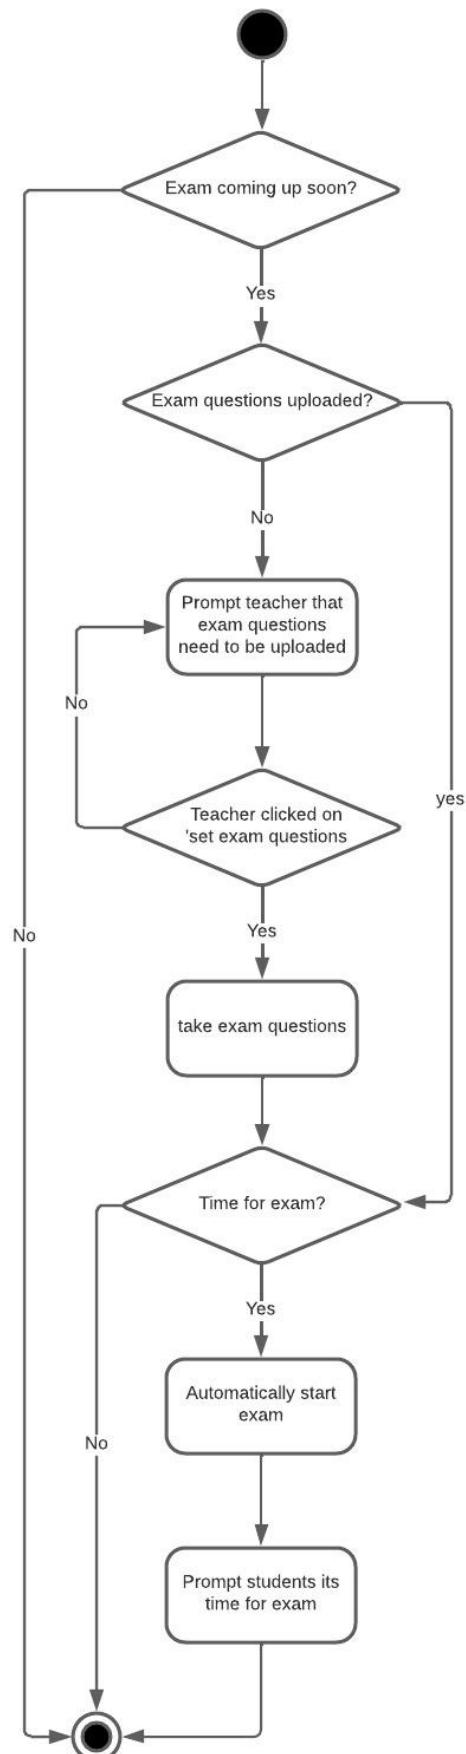 Exam coming up soon?
Yes
Exam questions uploaded?
No
Prompt teacher that
exam questions
need to be uploaded
No
yes
Teacher clicked on
'set exam questions
Yes
No
take exam questions
Time for exam?
Yes
Automatically start
exam
No
Prompt students its
time for exam